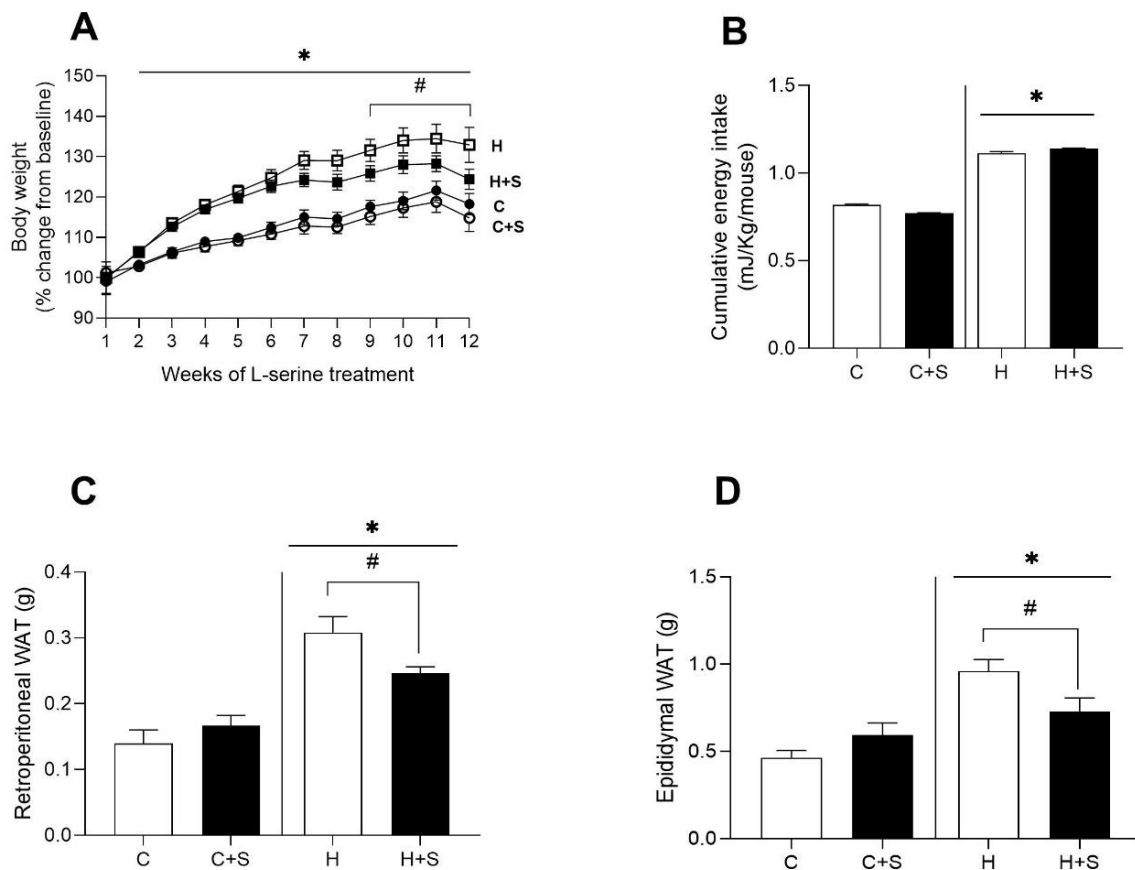 A
*
#
150
140
130
120
110
100
90
Body weight
(% change from baseline)
H
H+S
C
C+S
1 2 3 4 5 6 7 8 9 10 11 12
Weeks of L-serine treatment
B
*
1.5
1.0
0.5
0.0
Cumulative energy intake
(mJ/Kg/mouse)
C C+S H H+S
C
*
#
0.4
0.3
0.2
0.1
0.0
Retroperitoneal WAT (g)
C C+S H H+S
D
*
#
1.5
1.0
0.5
0.0
Epididymal WAT (g)
C C+S H H+S